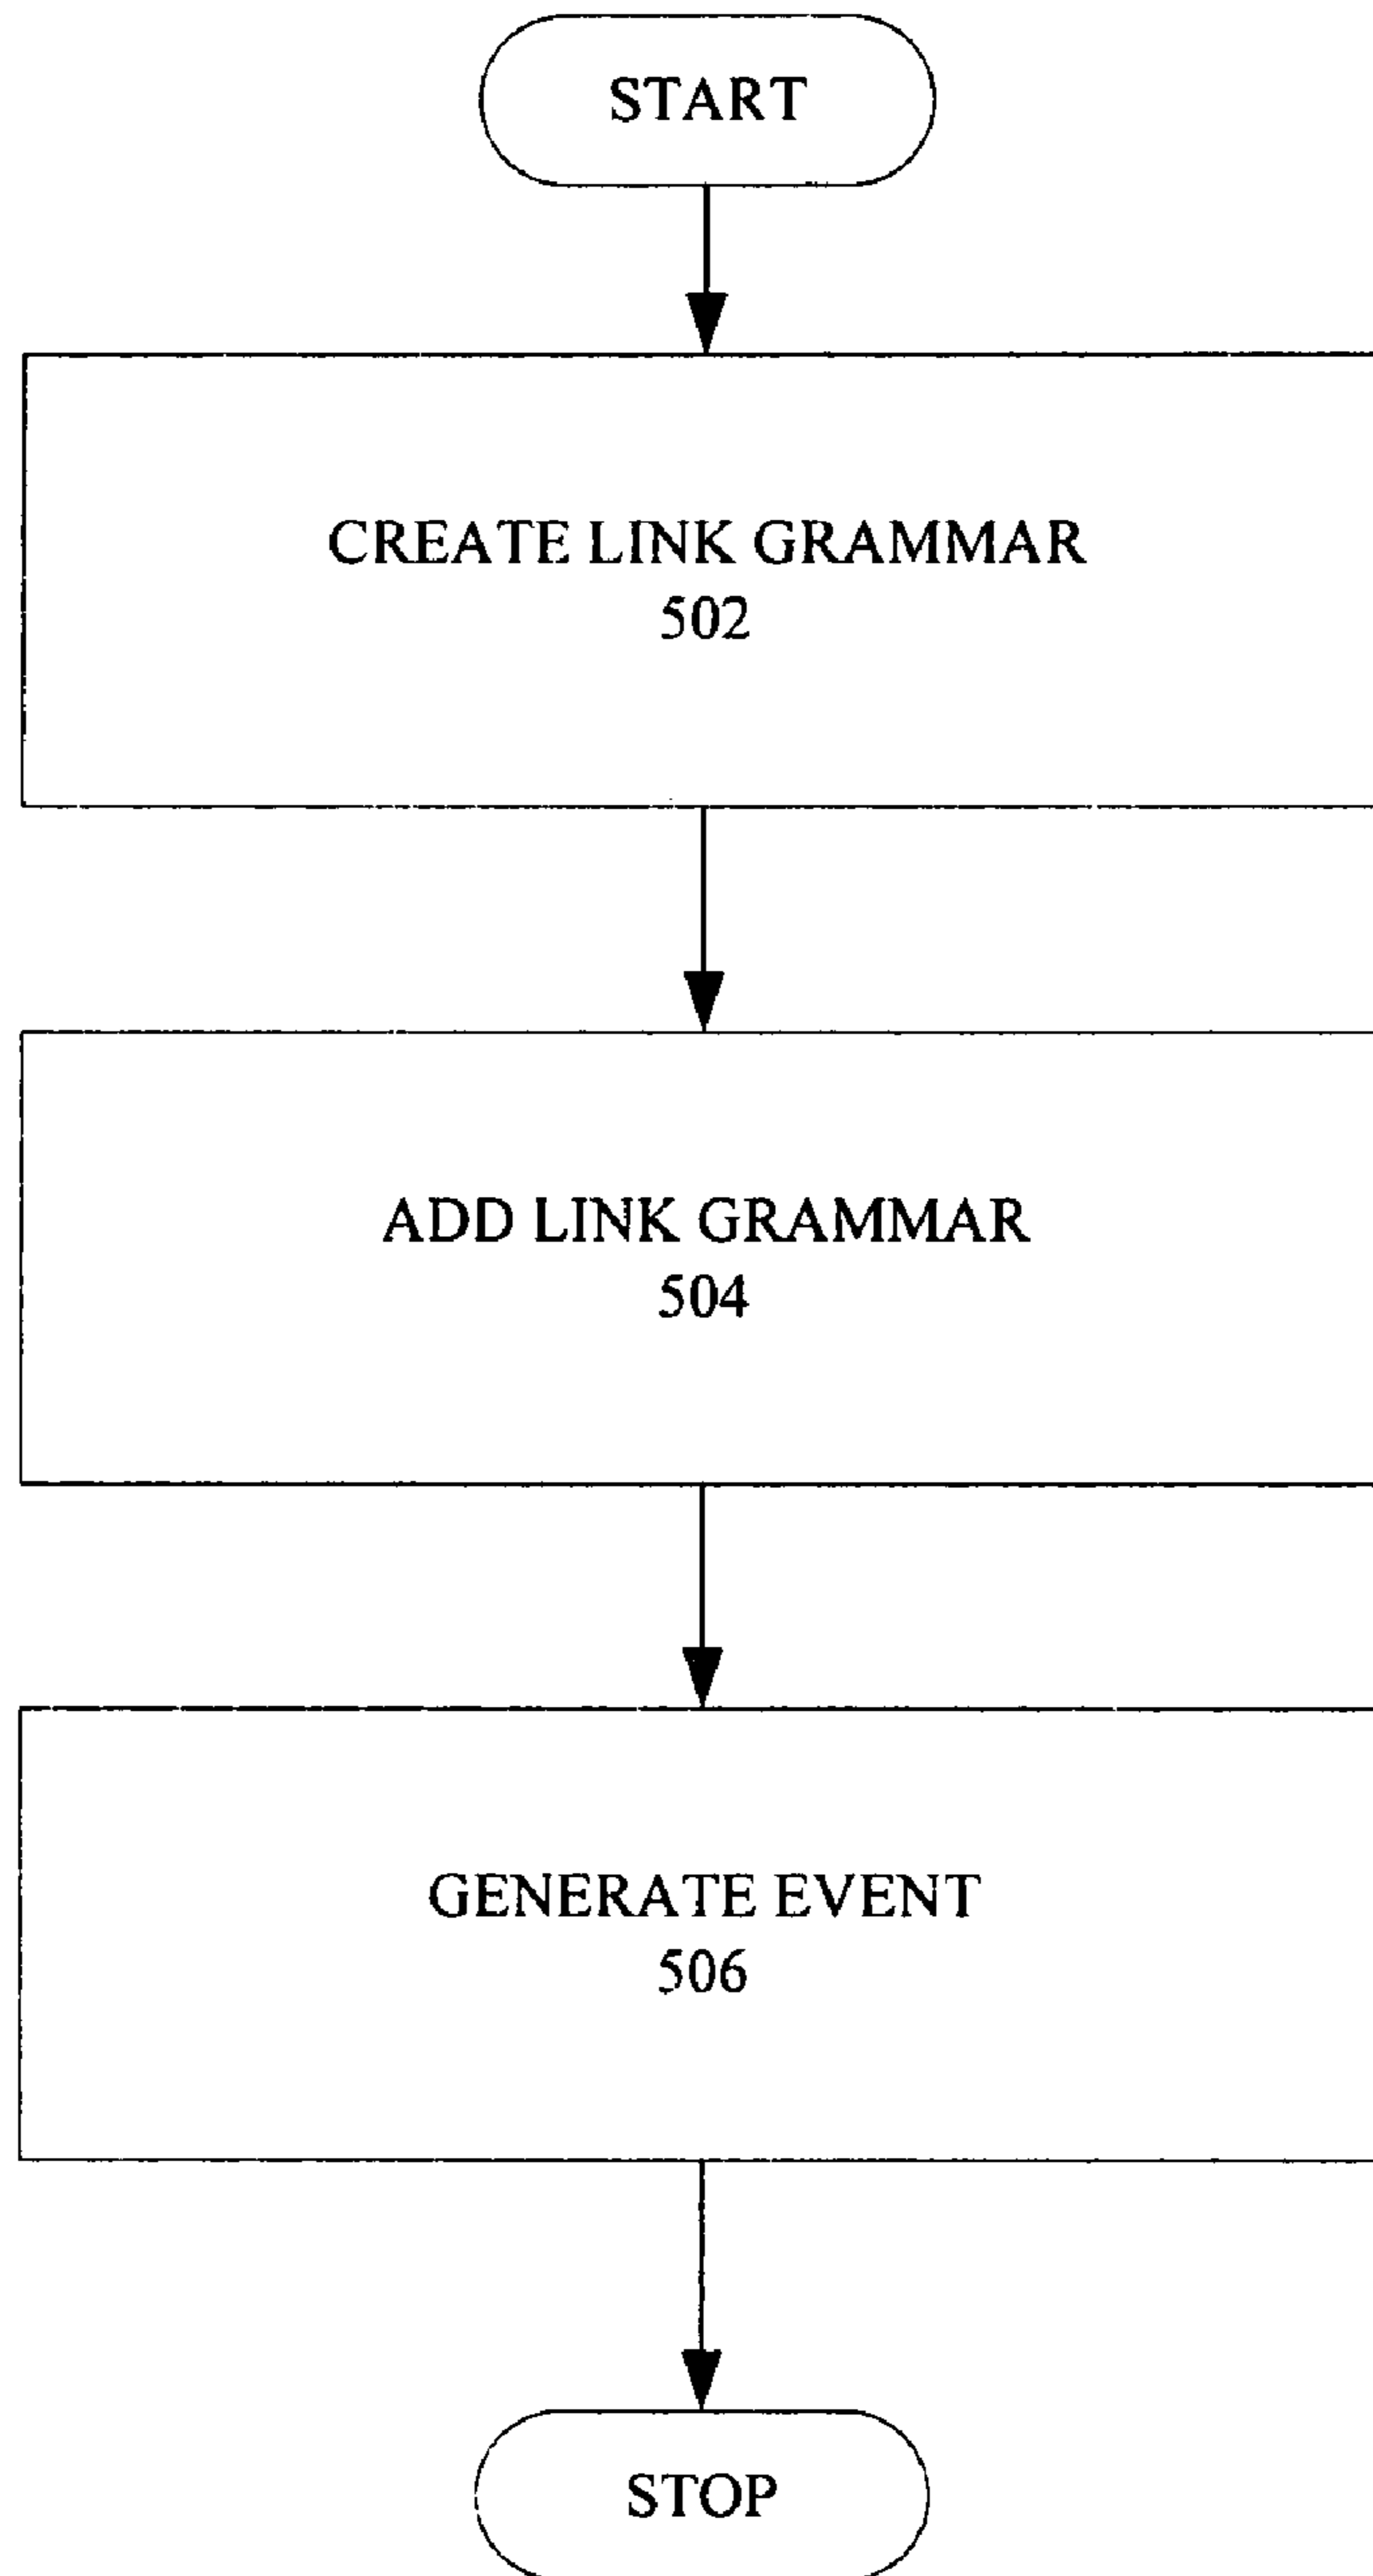 START
CREATE LINK GRAMMAR
502
ADD LINK GRAMMAR
504
GENERATE EVENT
506
STOP